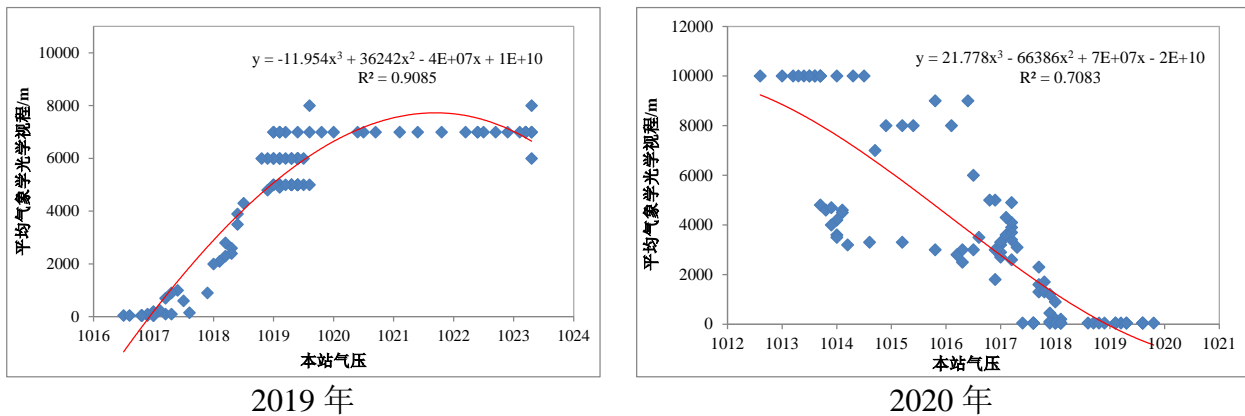 10000
8000
6000
4000
2000
0
平均气象学光学视程/m
y = -11.954x³ + 36242x² - 4E+07x + 1E+10
R² = 0.9085
1016 1017 1018 1019 1020 1021 1022 1023 1024
本站气压
2019 年
12000
10000
8000
6000
4000
2000
0
平均气象学光学视程/m
y = 21.778x³ - 66386x² + 7E+07x - 2E+10
R² = 0.7083
1012 1013 1014 1015 1016 1017 1018 1019 1020 1021
本站气压
2020 年